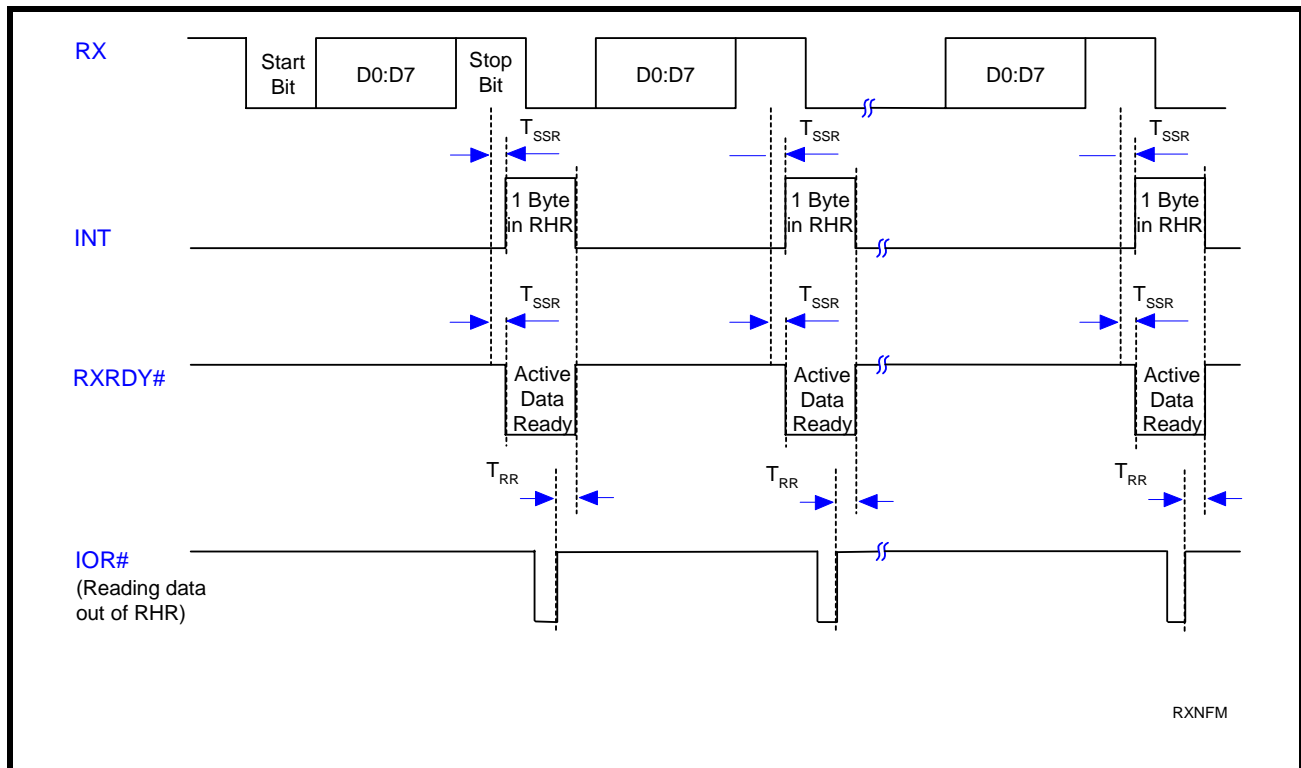 RX
Start
Bit
D0:D7
Stop
Bit
D0:D7
D0:D7
TSSR
TSSR
TSSR
INT
1 Byte
in RHR
1 Byte
in RHR
1 Byte
in RHR
TSSR
TSSR
TSSR
RXRDY#
Active
Data
Ready
Active
Data
Ready
Active
Data
Ready
TRR
TRR
TRR
IOR#
(Reading data
out of RHR)
RXNFM